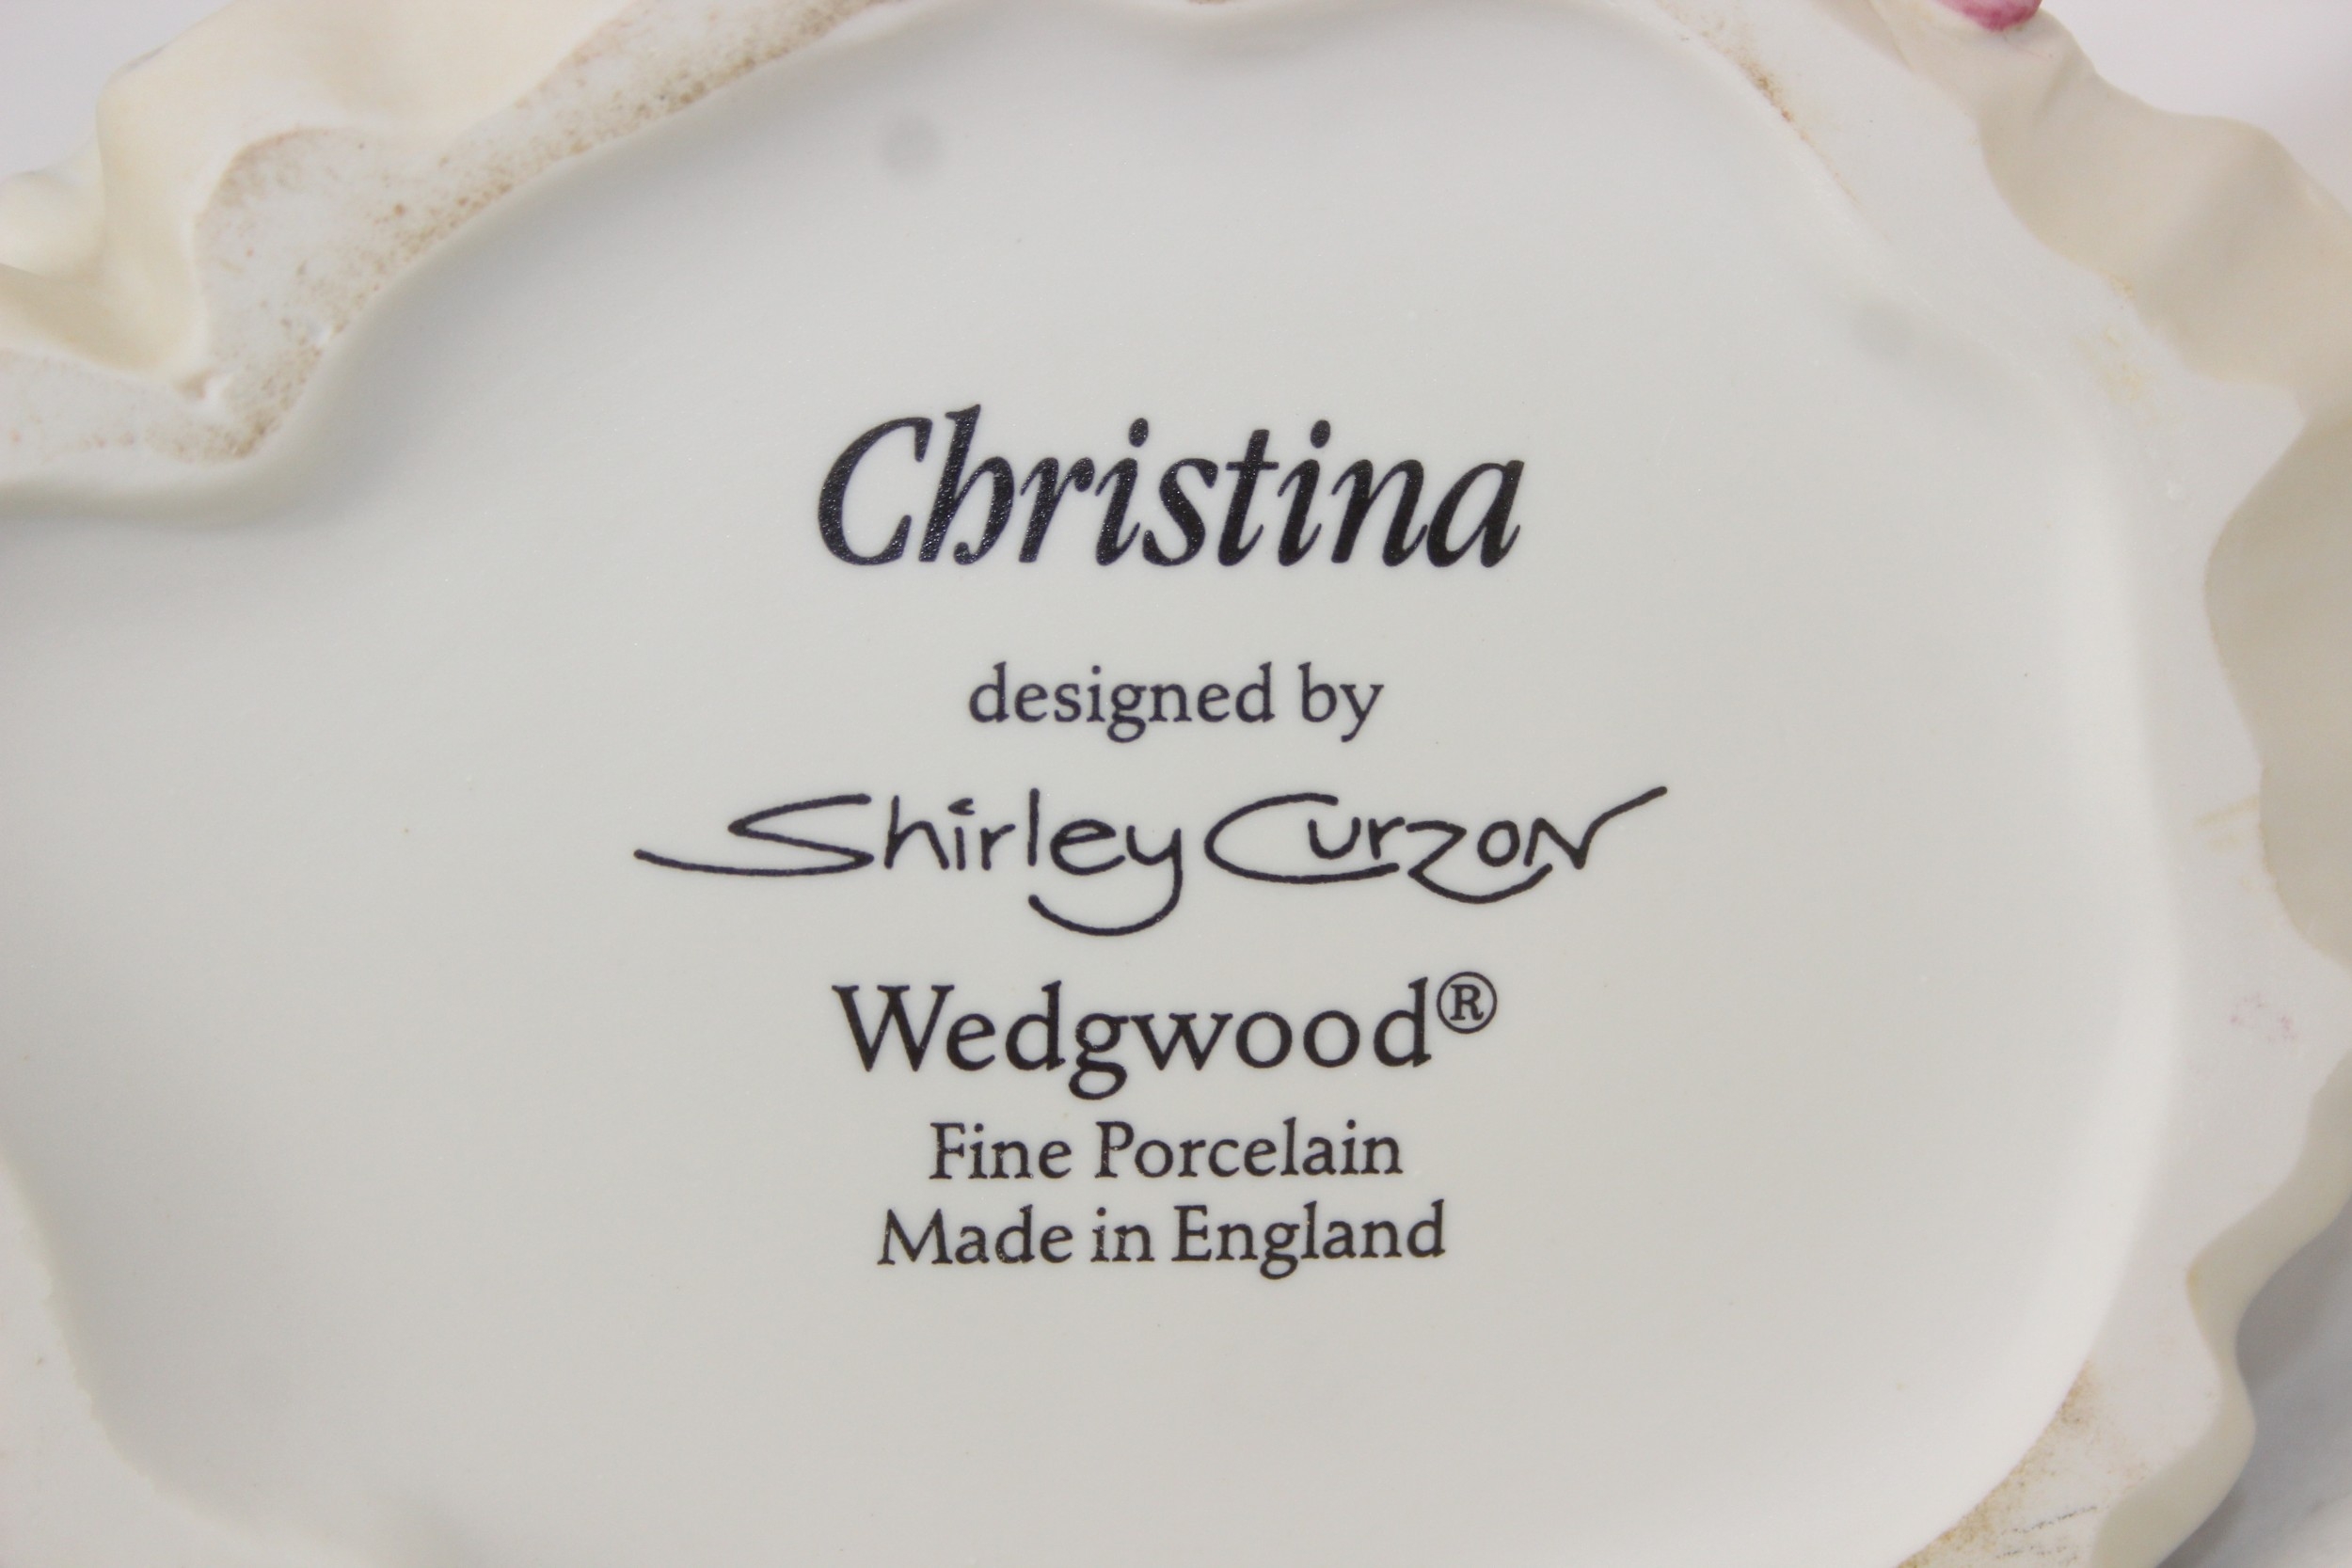 Christina
designed by
Shirley Curzon
Wedgwood®
Fine Porcelain
Made in England